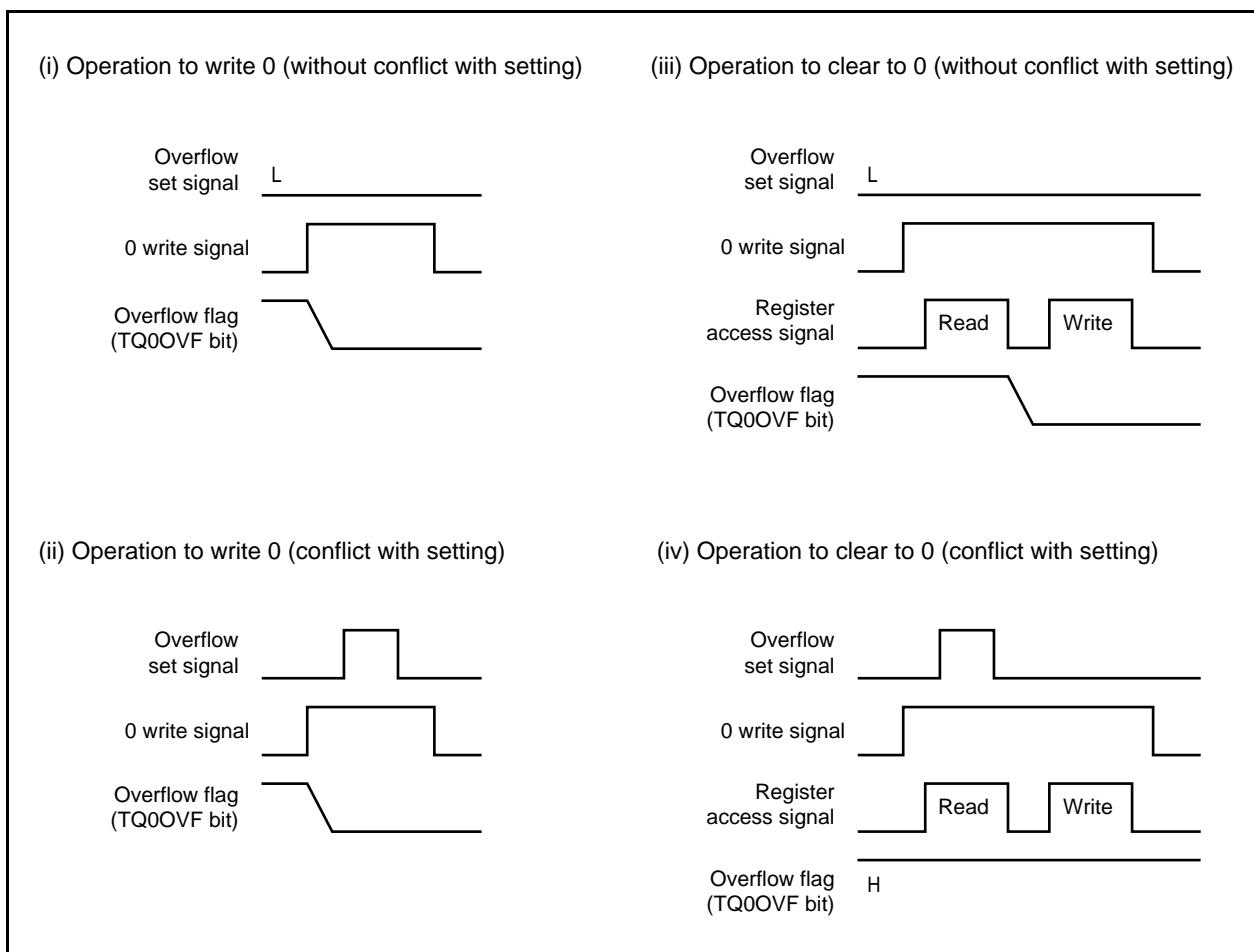 (i) Operation to write 0 (without conflict with setting)
Overflow
set signal
L
0 write signal
Overflow flag
(TQ0OVF bit)
(iii) Operation to clear to 0 (without conflict with setting)
Overflow
set signal
L
0 write signal
Register
access signal
Read
Write
Overflow flag
(TQ0OVF bit)
(ii) Operation to write 0 (conflict with setting)
Overflow
set signal
0 write signal
Overflow flag
(TQ0OVF bit)
(iv) Operation to clear to 0 (conflict with setting)
Overflow
set signal
0 write signal
Register
access signal
Read
Write
Overflow flag
(TQ0OVF bit)
H